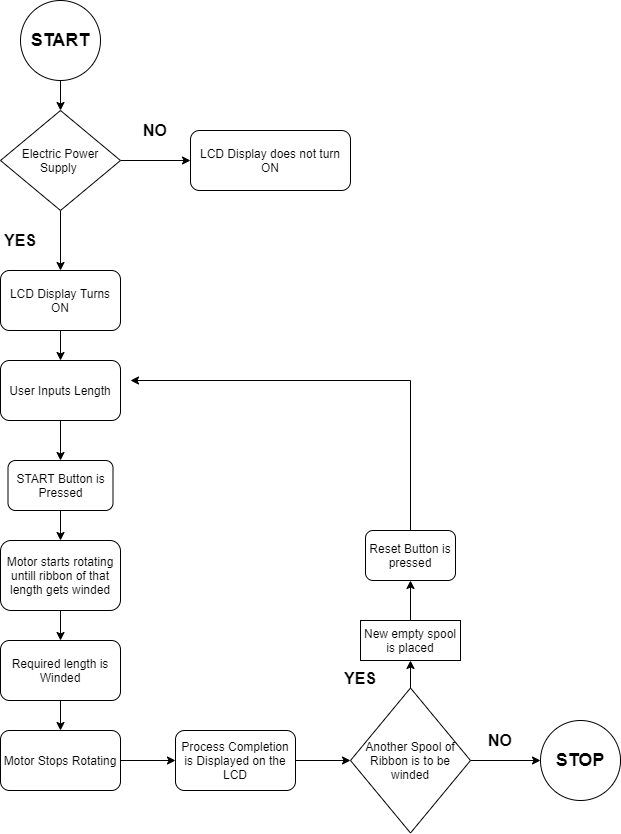 START
Electric Power
Supply
NO
LCD Display does not turn
ON
YES
LCD Display Turns
ON
User Inputs Length
START Button is
Pressed
Motor starts rotating
untill ribbon of that
length gets winded
Required length is
Winded
Motor Stops Rotating
Process Completion
is Displayed on the
LCD
Another Spool of
Ribbon is to be
winded
YES
New empty spool
is placed
Reset Button is
pressed
NO
STOP